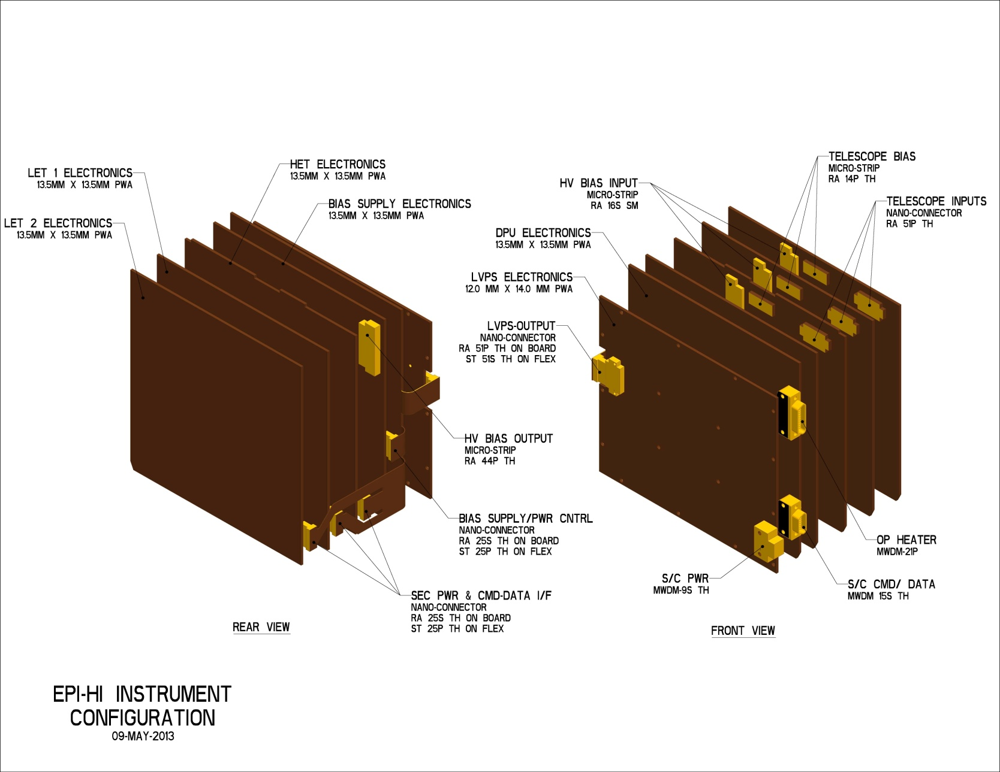 LET 1 ELECTRONICS
13.5MM X 13.5MM PWA
LET 2 ELECTRONICS
13.5MM X 13.5MM PWA
HET ELECTRONICS
13.5MM X 13.5MM PWA
BIAS SUPPLY ELECTRONICS
13.5MM X 13.5MM PWA
HV BIAS OUTPUT
MICRO-STRIP
RA 44P TH
BIAS SUPPLY/PWR CNTRL
NANO-CONNECTOR
RA 25S TH ON BOARD
ST 25P TH ON FLEX
SEC PWR & CMD-DATA I/F
NANO-CONNECTOR
RA 25S TH ON BOARD
ST 25P TH ON FLEX
REAR VIEW
TELESCOPE BIAS
MICRO-STRIP
RA 14P TH
HV BIAS INPUT
MICRO-STRIP
RA 16S SM
TELESCOPE INPUTS
NANO-CONNECTOR
RA 51P TH
DPU ELECTRONICS
13.5MM X 13.5MM PWA
LVPS ELECTRONICS
12.0 MM X 14.0 MM PWA
LVPS-OUTPUT
NANO-CONNECTOR
RA 51P TH ON BOARD
ST 51S TH ON FLEX
OP HEATER
MWDM-21P
S/C PWR
MWDM-9S TH
S/C CMD/ DATA
MWDM 15S TH
FRONT VIEW
EPI-HI INSTRUMENT
CONFIGURATION
09-MAY-2013